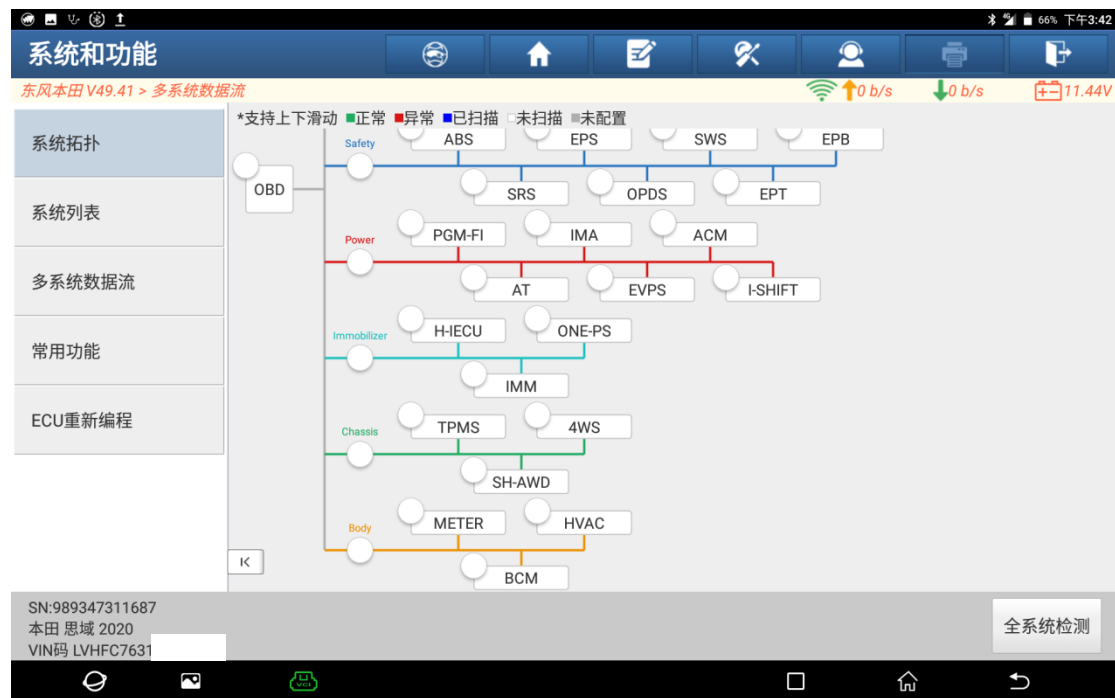 66% 下午3:42
系统和功能
东风本田 V49.41 > 多系统数据流
0 b/s
0 b/s
11.44V
系统拓扑
系统列表
多系统数据流
常用功能
ECU重新编程
*支持上下滑动 正常 异常 已扫描 未扫描 未配置
OBD
Safety
ABS EPS SWS EPB
SRS OPDS EPT
Power
PGM-FI IMA ACM
AT EVPS I-SHIFT
Immobilizer
H-IECU ONE-PS
IMM
Chassis
TPMS 4WS
SH-AWD
Body
METER HVAC
BCM
SN:989347311687
本田 思域 2020
VIN码 LVHFC7631
全系统检测
VCI